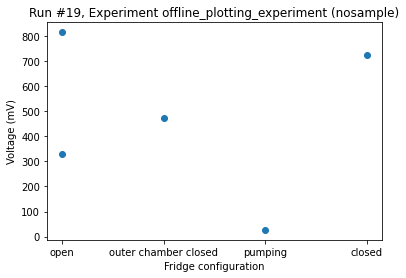 Run #19, Experiment offline_plotting_experiment (nosample)
800
700
600
500
400
300
200
100
0
Voltage (mV)
open
outer chamber closed
pumping
closed
Fridge configuration